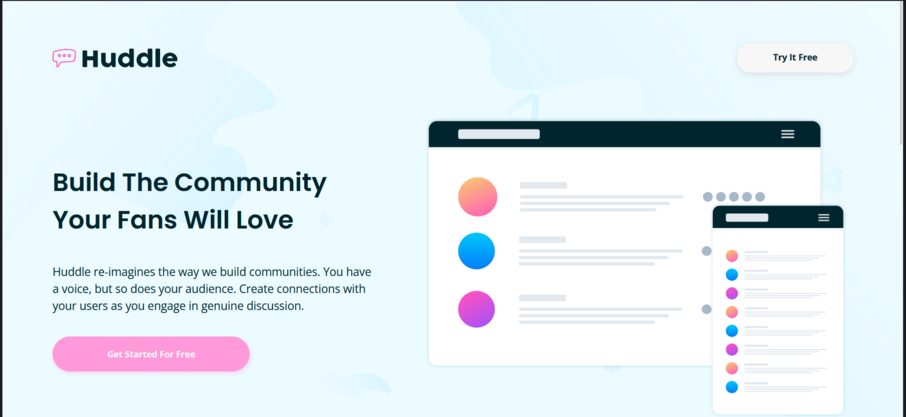 Huddle
Try It Free
Build The Community
Your Fans Will Love
Huddle re-imagines the way we build communities. You have
a voice, but so does your audience. Create connections with
your users as you engage in genuine discussion.
Get Started For Free